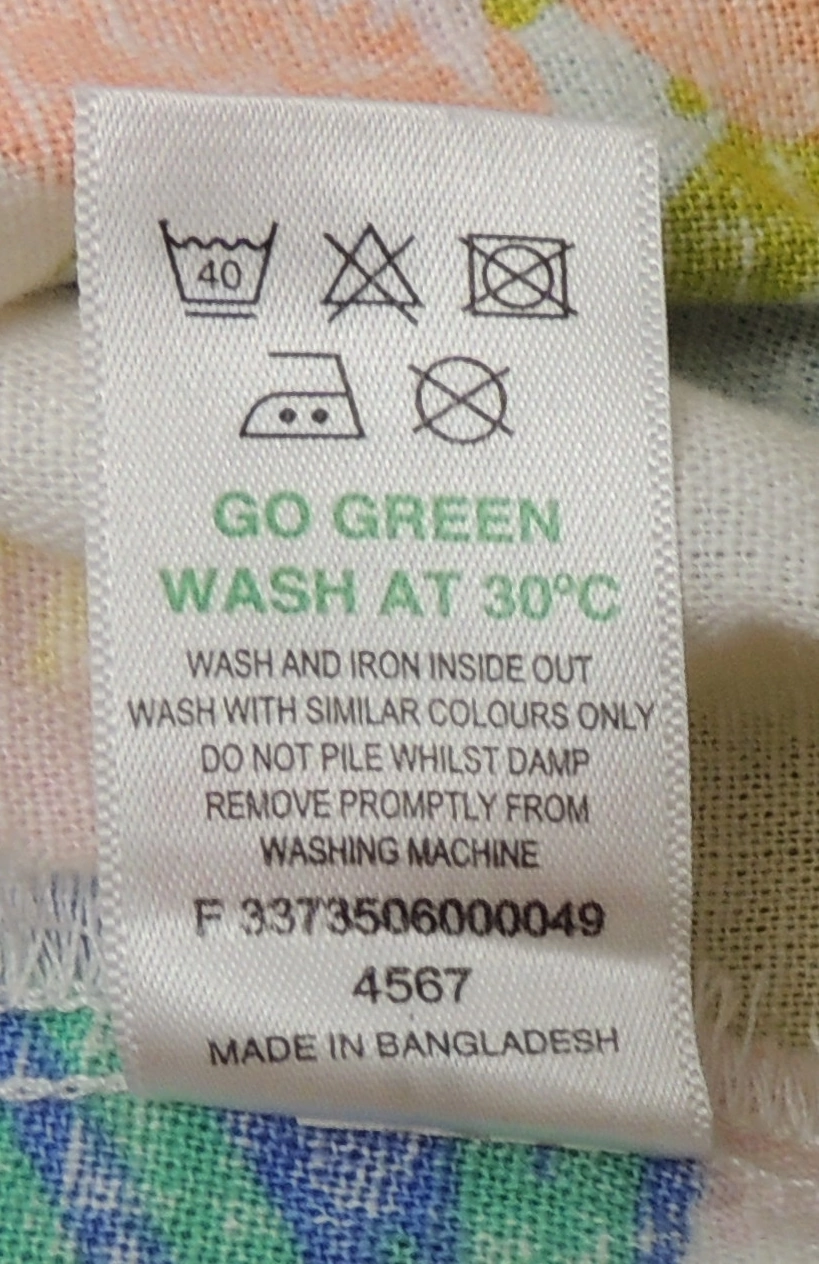 40
GO GREEN
WASH AT 30ºC
WASH AND IRON INSIDE OUT
WASH WITH SIMILAR COLOURS ONLY
DO NOT PILE WHILST DAMP
REMOVE PROMPTLY FROM
WASHING MACHINE
F 3373506000049
4567
MADE IN BANGLADESH